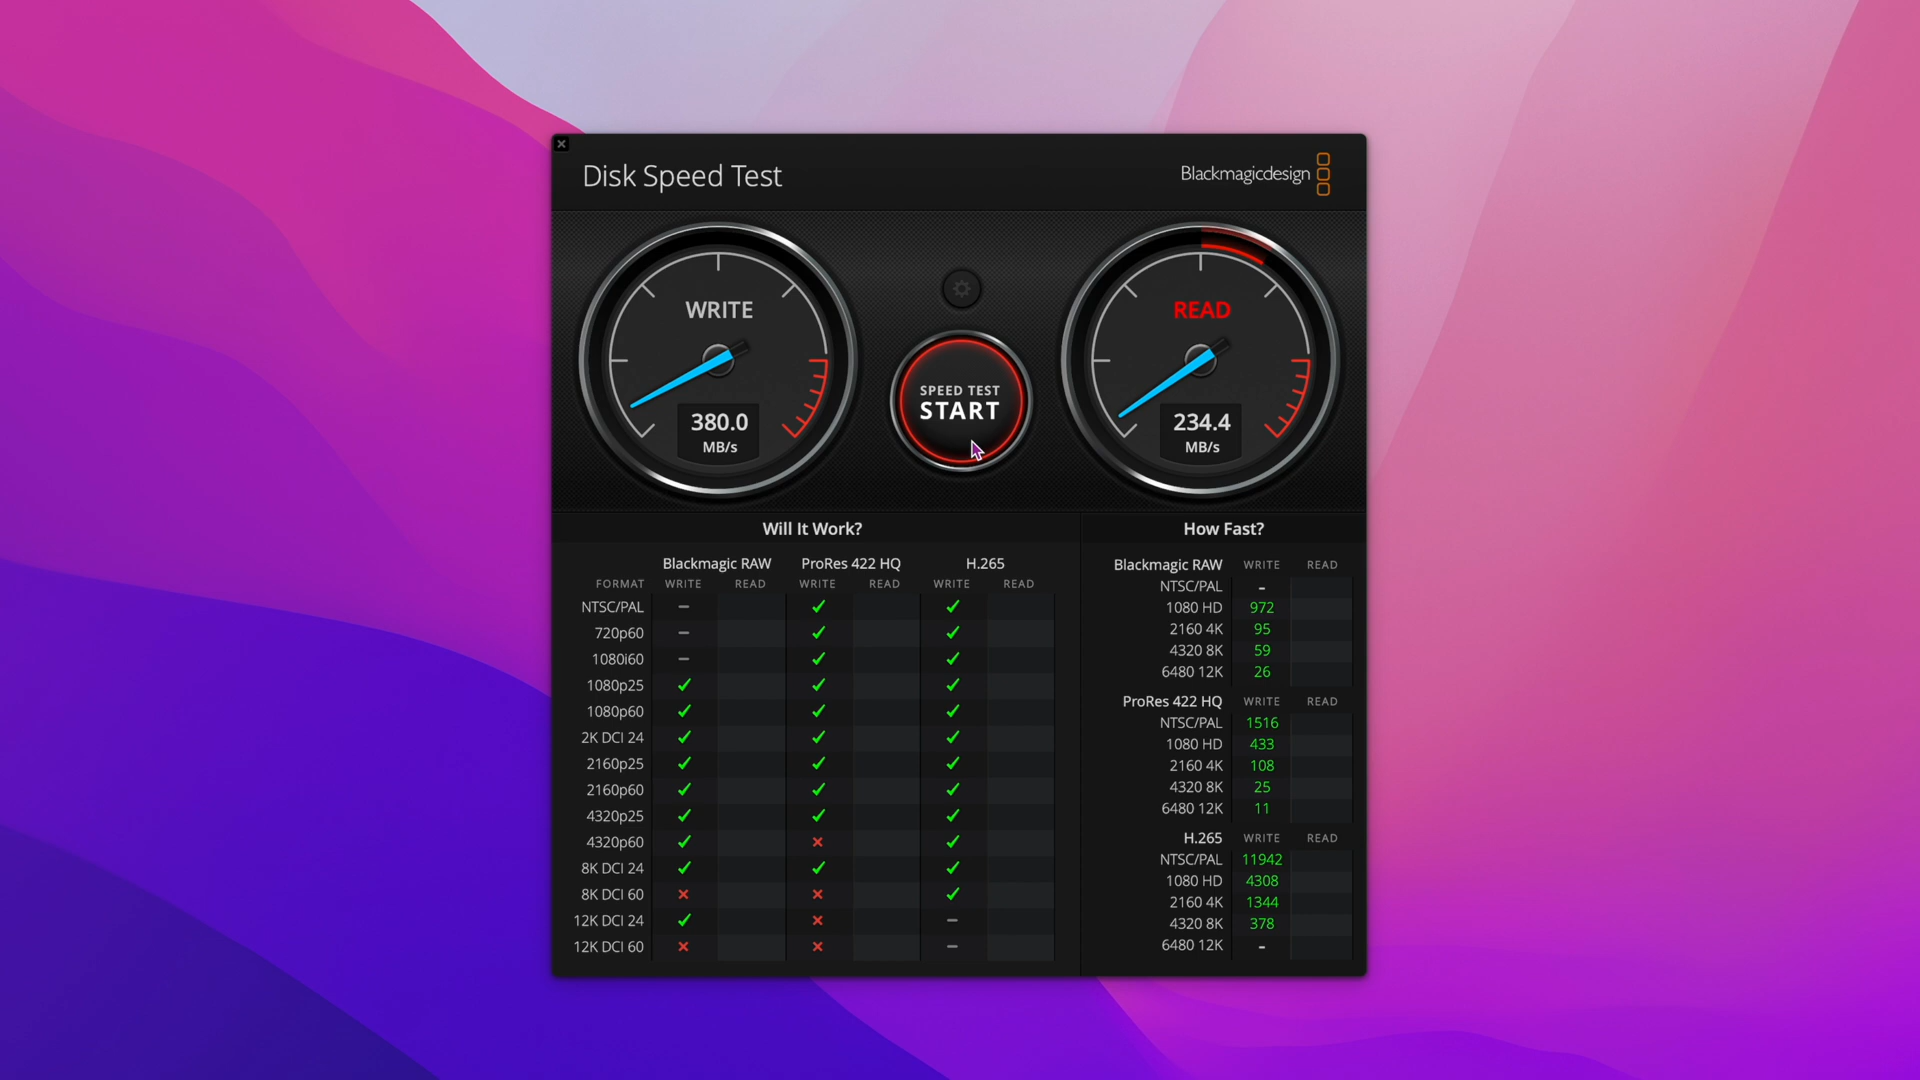 Disk Speed Test
Blackmagicdesign
WRITE
380.0
MB/s
SPEED TEST
START
READ
234.4
MB/s
Will It Work?
Blackmagic RAW ProRes 422 HQ H.265
FORMAT WRITE READ WRITE READ WRITE READ
NTSC/PAL – ✓ ✓
720p60 – ✓ ✓
1080i60 – ✓ ✓
1080p25 ✓ ✓ ✓
1080p60 ✓ ✓ ✓
2K DCI 24 ✓ ✓ ✓
2160p25 ✓ ✓ ✓
2160p60 ✓ ✓ ✓
4320p25 ✓ ✓ ✓
4320p60 ✓ ✗ ✓
8K DCI 24 ✓ ✓ ✓
8K DCI 60 ✗ ✗ ✓
12K DCI 24 ✓ ✗ –
12K DCI 60 ✗ ✗ –
How Fast?
Blackmagic RAW WRITE READ
NTSC/PAL -
1080 HD 972
2160 4K 95
4320 8K 59
6480 12K 26
ProRes 422 HQ WRITE READ
NTSC/PAL 1516
1080 HD 433
2160 4K 108
4320 8K 25
6480 12K 11
H.265 WRITE READ
NTSC/PAL 11942
1080 HD 4308
2160 4K 1344
4320 8K 378
6480 12K -